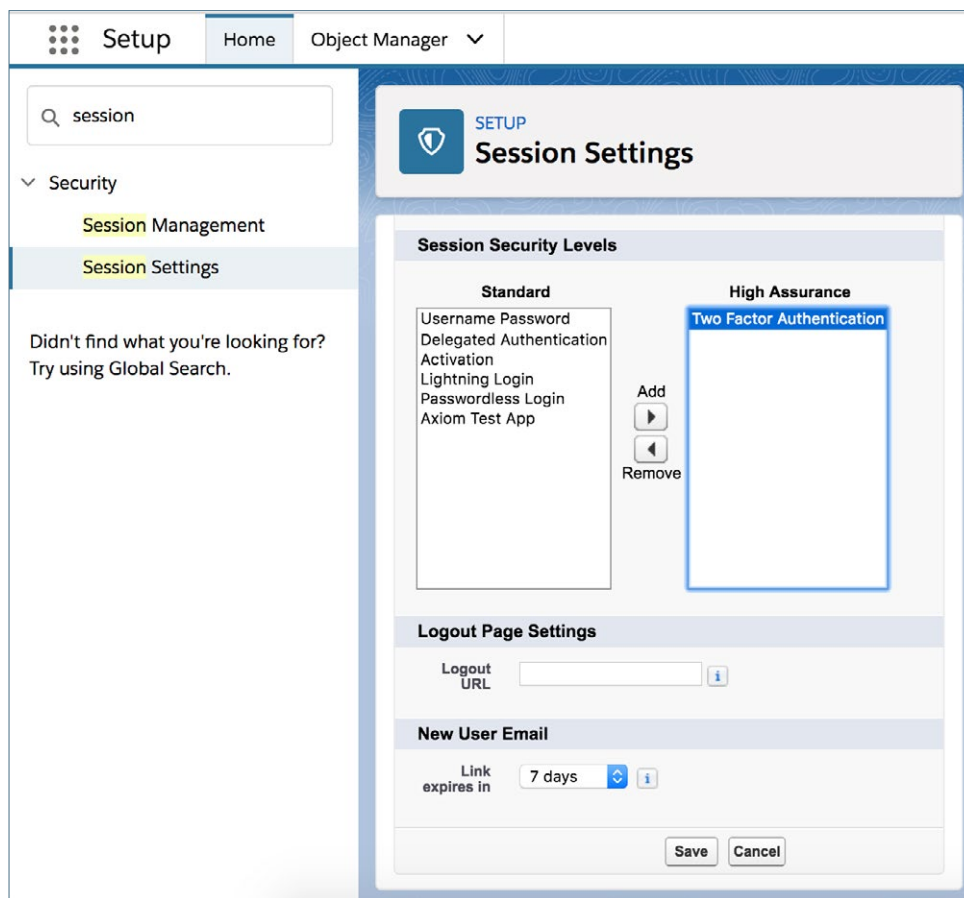 Setup
Home
Object Manager
session
Security
Session Management
Session Settings
Didn't find what you're looking for?
Try using Global Search.
SETUP
Session Settings
Session Security Levels
Standard
Username Password
Delegated Authentication
Activation
Lightning Login
Passwordless Login
Axiom Test App
Add
Remove
High Assurance
Two Factor Authentication
Logout Page Settings
Logout
URL
New User Email
Link
expires in
7 days
Save
Cancel